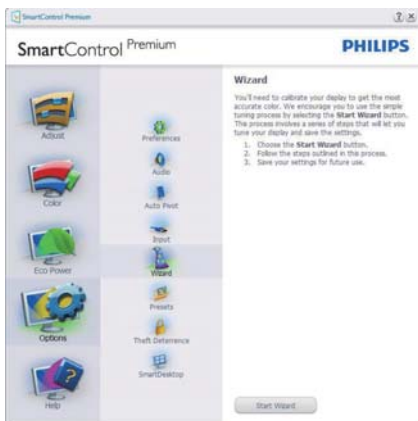 SmartControl Premium
SmartControl Premium
PHILIPS
Adjust
Color
Eco Power
Options
Help
Preferences
Audio
Auto Pivot
Input
Wizard
Presets
Theft Deterrence
SmartDesktop
Wizard
You'll need to calibrate your display to get the most
accurate color. We encourage you to use the simple
tuning process by selecting the Start Wizard button.
The process involves a series of steps that will let you
tune your display and save the settings.
1. Choose the Start Wizard button.
2. Follow the steps outlined in the process.
3. Save your settings for future use.
Start Wizard